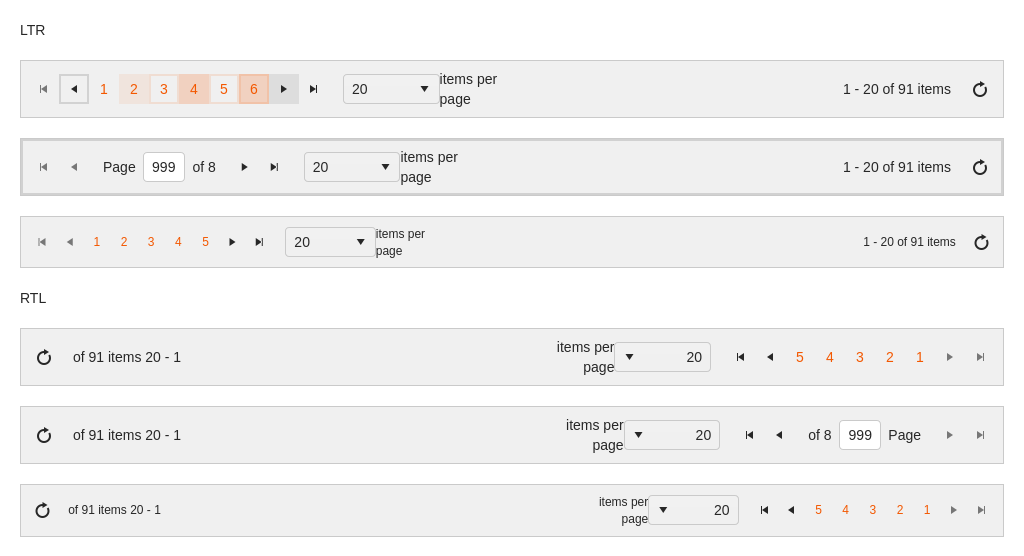 LTR
1 2 3 4 5 6 20 items per page 1 - 20 of 91 items
Page 999 of 8 20 items per page 1 - 20 of 91 items
1 2 3 4 5 20 items per page 1 - 20 of 91 items
RTL
of 91 items 20 - 1 items per page 20 5 4 3 2 1
of 91 items 20 - 1 items per page 20 of 8 999 Page
of 91 items 20 - 1 items per page 20 5 4 3 2 1